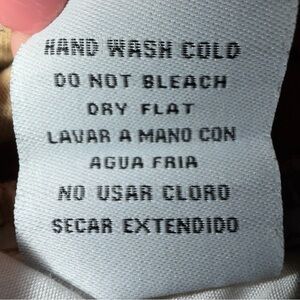 HAND WASH COLD
DO NOT BLEACH
DRY FLAT
LAVAR A MANO CON
AGUA FRIA
NO USAR CLORO
SECAR EXTENDIDO